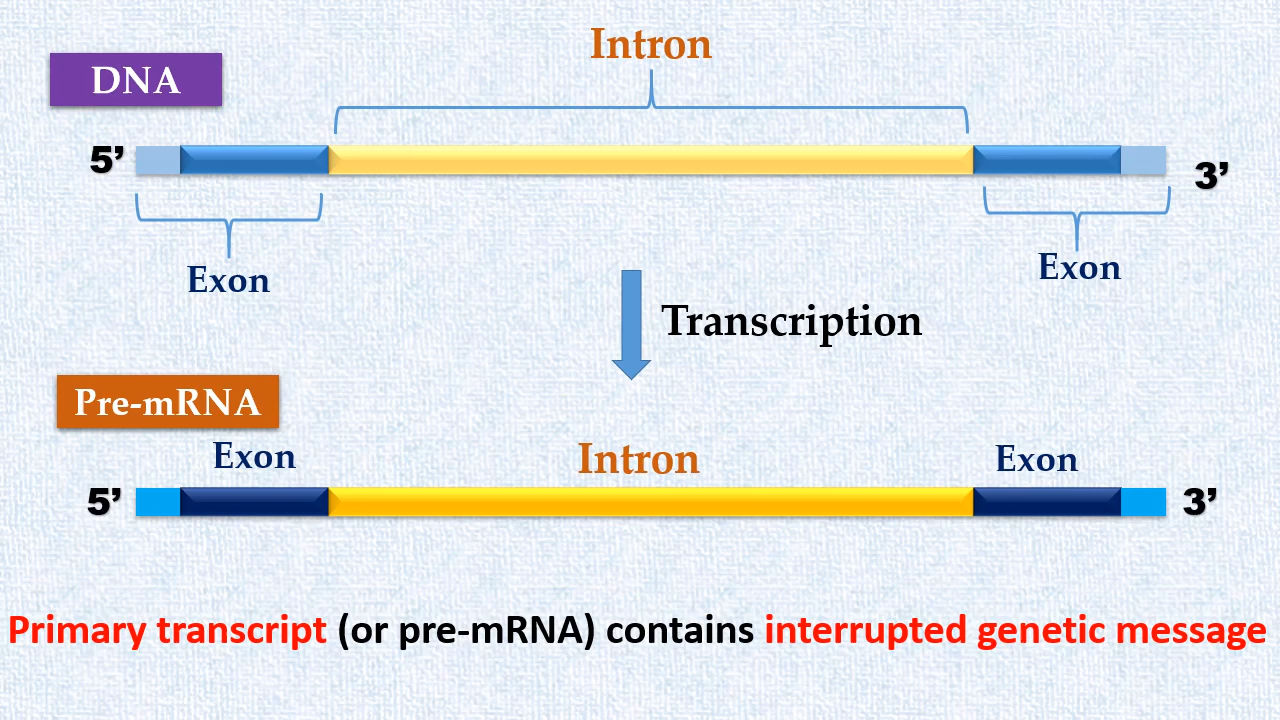 Intron
DNA
5’
3’
Exon
Exon
Transcription
Pre-mRNA
Exon
Intron
Exon
5’
3’
Primary transcript (or pre-mRNA) contains interrupted genetic message